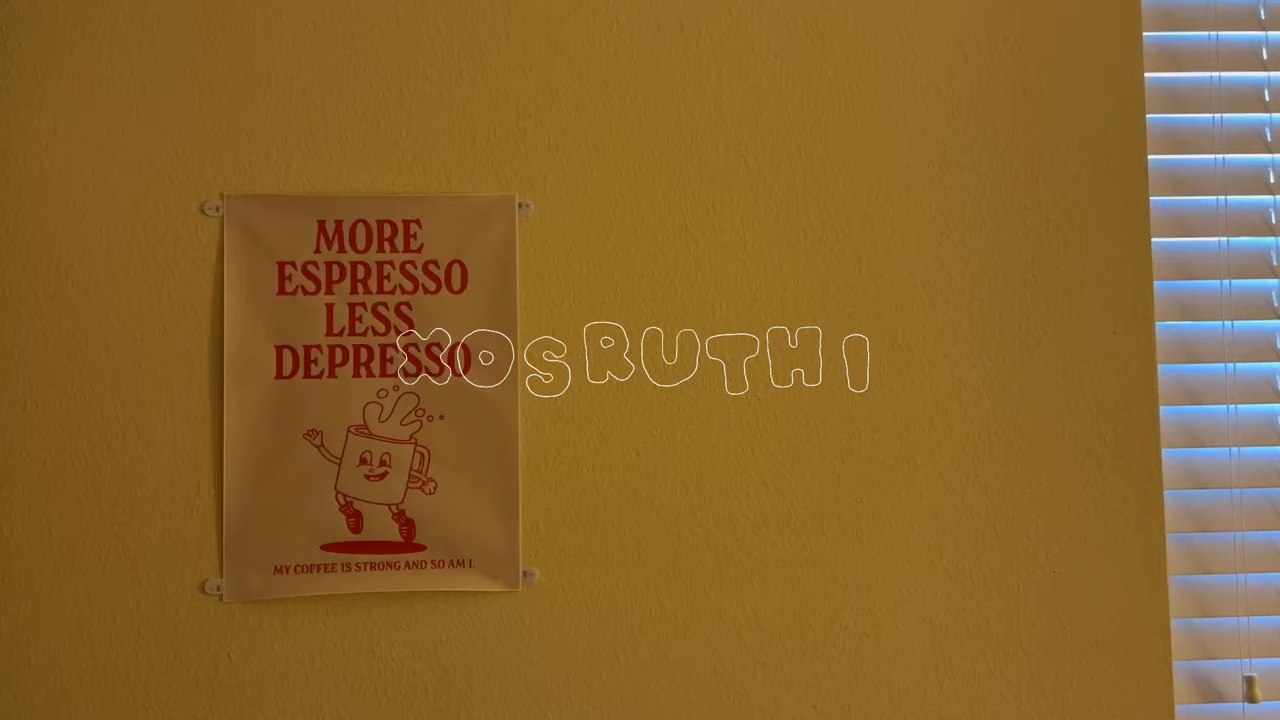 MORE
ESPRESSO
LESS
DEPRESSO
XOSRUTHI
MY COFFEE IS STRONG AND SO AM I.